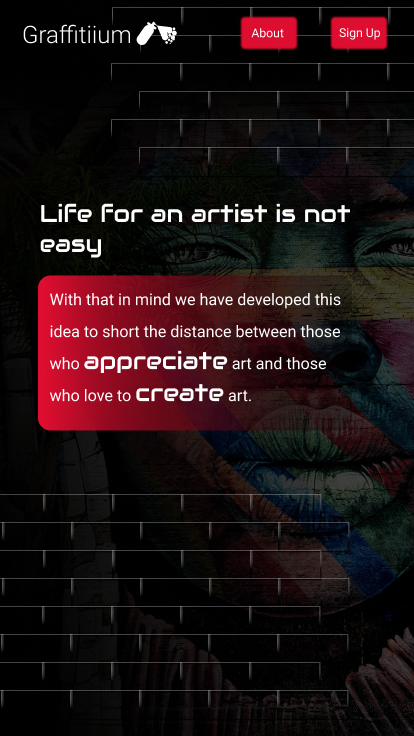 Graffitiium
About
Sign Up
Life for an artist is not
easy
With that in mind we have developed this
idea to short the distance between those
who appreciate art and those
who love to create art.